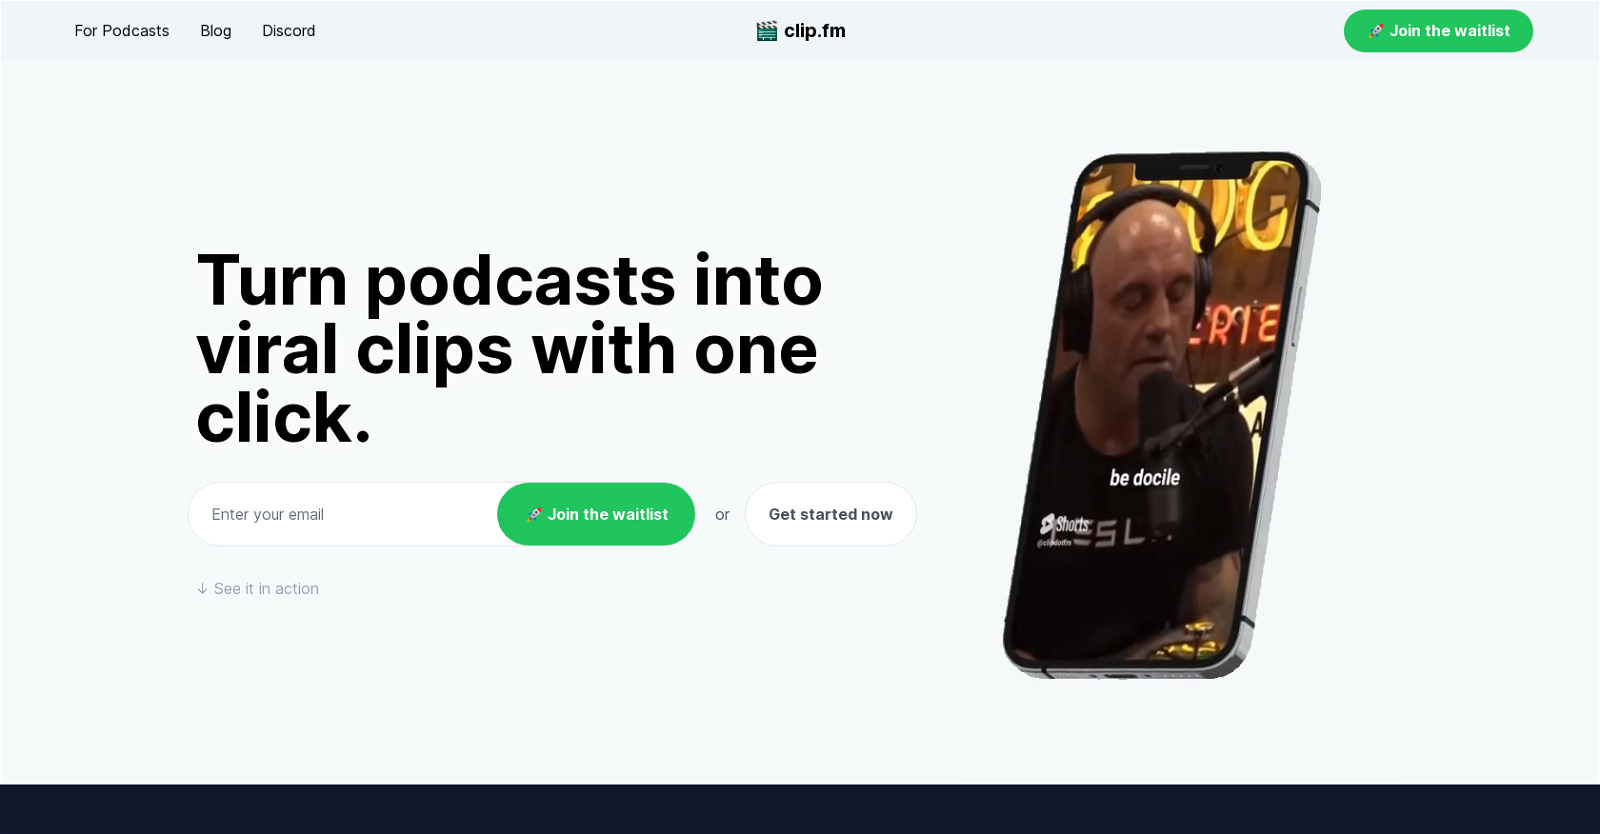 For Podcasts Blog Discord
clip.fm
Join the waitlist
Turn podcasts into
viral clips with one
click.
Enter your email
Join the waitlist
or
Get started now
↓ See it in action
be docile
Shorts
@clipdotfm